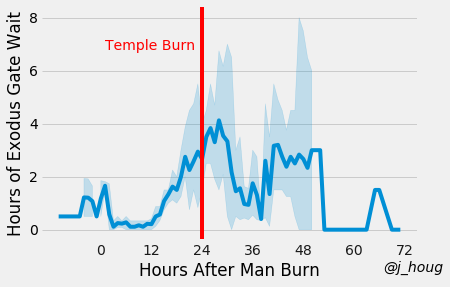 Hours of Exodus Gate Wait
8
6
4
2
0
Temple Burn
0 12 24 36 48 60 72
Hours After Man Burn
@j_houg